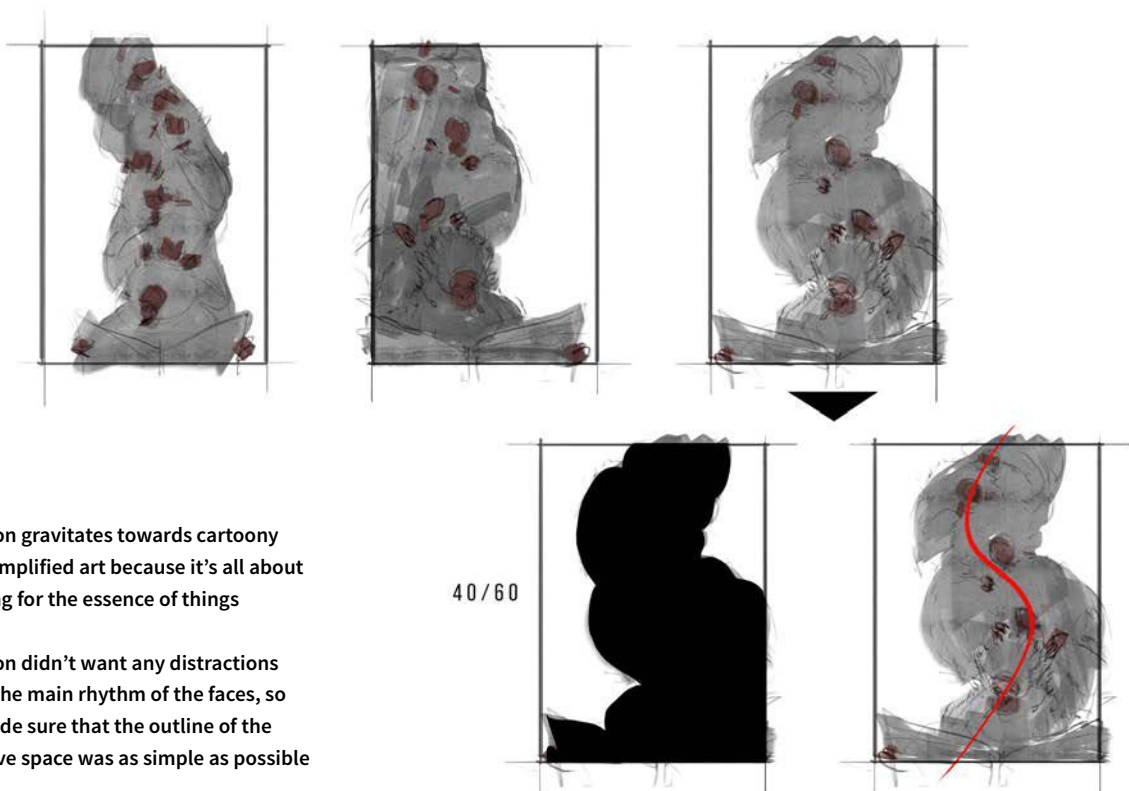 on gravitates towards cartoony
mplified art because it’s all about
g for the essence of things
on didn’t want any distractions
he main rhythm of the faces, so
de sure that the outline of the
ve space was as simple as possible
40/60